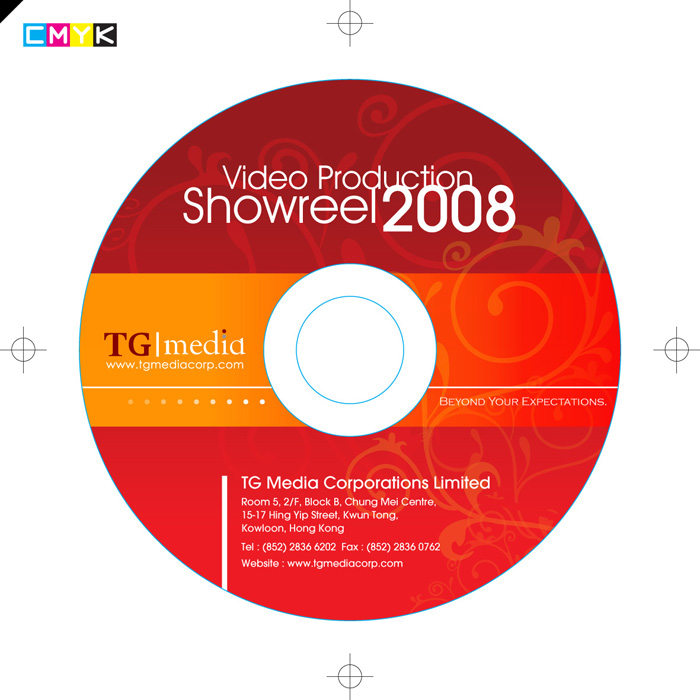 CMYK
Video Production
Showreel 2008
TG|media
www.tgmediacorp.com
BEYOND YOUR EXPECTATIONS.
TG Media Corporations Limited
Room 5, 2/F, Block B, Chung Mei Centre,
15-17 Hing Yip Street, Kwun Tong,
Kowloon, Hong Kong
Tel : (852) 2836 6202 Fax : (852) 2836 0762
Website : www.tgmediacorp.com